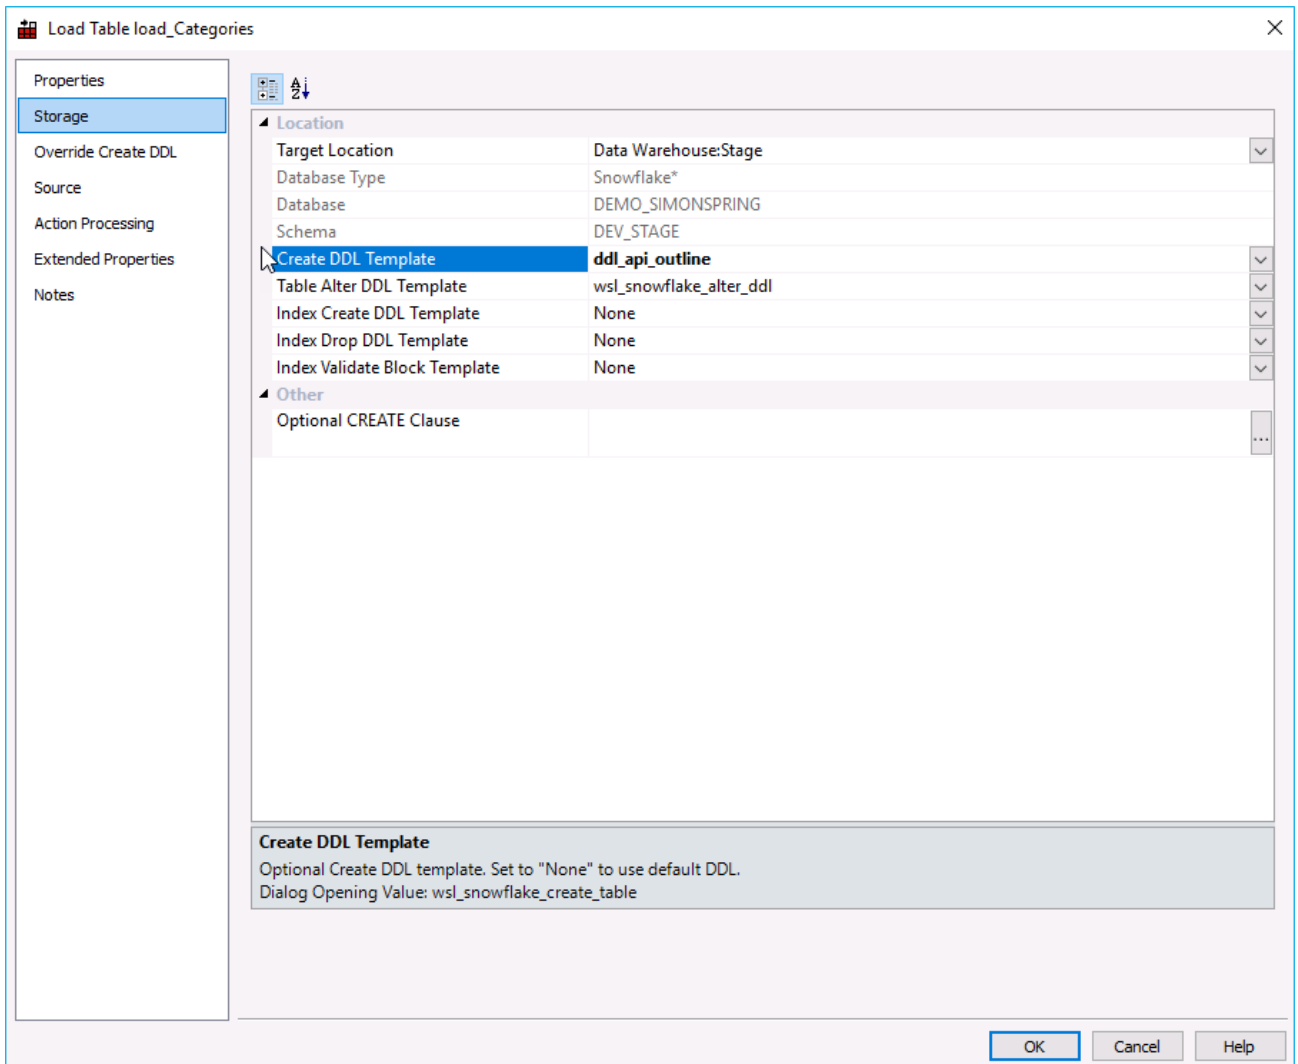 Load Table load_Categories
Properties
Storage
Override Create DDL
Source
Action Processing
Extended Properties
Notes
Location
Target Location Data Warehouse:Stage
Database Type Snowflake*
Database DEMO_SIMONSPRING
Schema DEV_STAGE
Create DDL Template ddl_api_outline
Table Alter DDL Template wsl_snowflake_alter_ddl
Index Create DDL Template None
Index Drop DDL Template None
Index Validate Block Template None
Other
Optional CREATE Clause
...
Create DDL Template
Optional Create DDL template. Set to "None" to use default DDL.
Dialog Opening Value: wsl_snowflake_create_table
OK Cancel Help